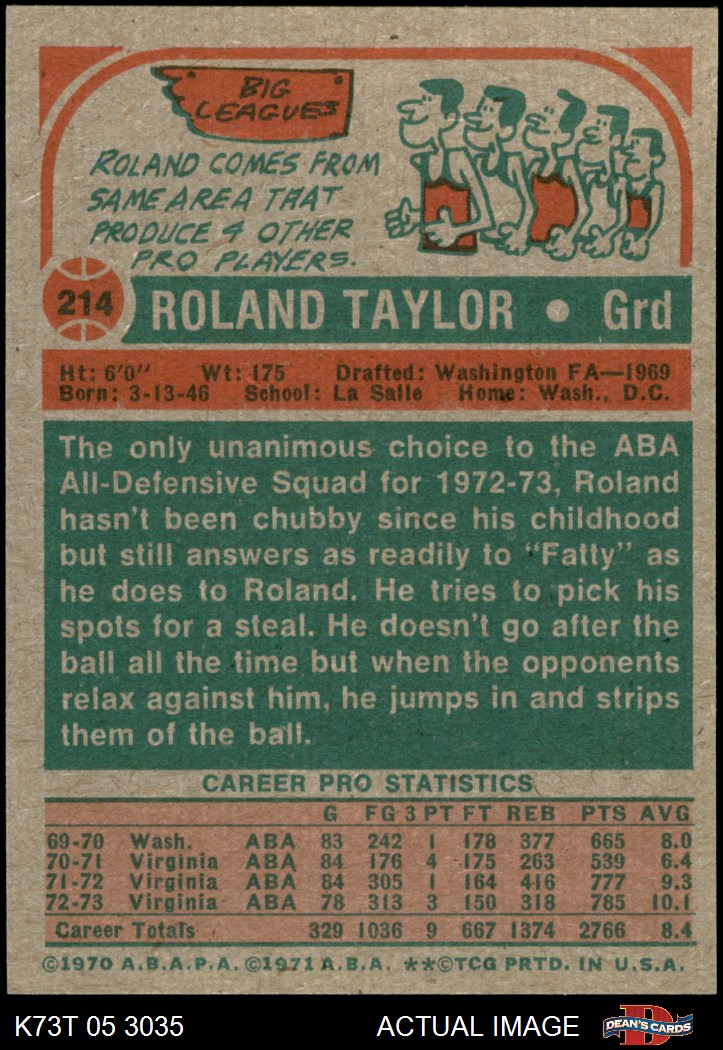 BIG
LEAGUES
ROLAND COMES FROM
SAME AREA THAT
PRODUCE 4 OTHER
PRO PLAYERS.
214 ROLAND TAYLOR • Grd
Ht: 6'0" Wt: 175 Drafted: Washington FA—1969
Born: 3-13-46 School: La Salle Home: Wash., D.C.
The only unanimous choice to the ABA
All-Defensive Squad for 1972-73, Roland
hasn't been chubby since his childhood
but still answers as readily to "Fatty" as
he does to Roland. He tries to pick his
spots for a steal. He doesn't go after the
ball all the time but when the opponents
relax against him, he jumps in and strips
them of the ball.
CAREER PRO STATISTICS
G FG 3 PT FT REB PTS AVG
69-70 Wash. ABA 83 242 1 178 377 665 8.0
70-71 Virginia ABA 84 176 4 175 263 539 6.4
71-72 Virginia ABA 84 305 1 164 416 777 9.3
72-73 Virginia ABA 78 313 3 150 318 785 10.1
Career Totals 329 1036 9 667 1374 2766 8.4
©1970 A.B.A.P.A. ©1971 A.B.A. **©TCG PRTD. IN U.S.A.
K73T 05 3035 ACTUAL IMAGE D DEAN'S CARDS